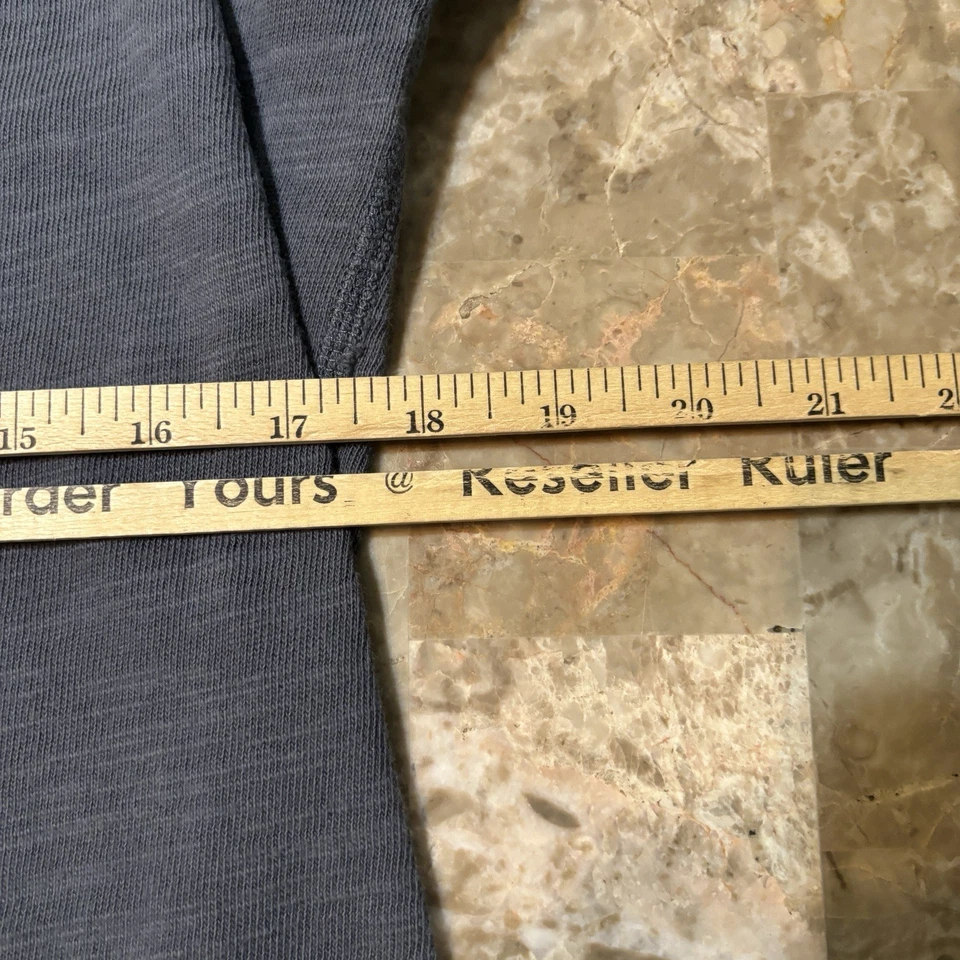 15 16 17 18 19 20 21
rder Yours @ Reseller Ruler